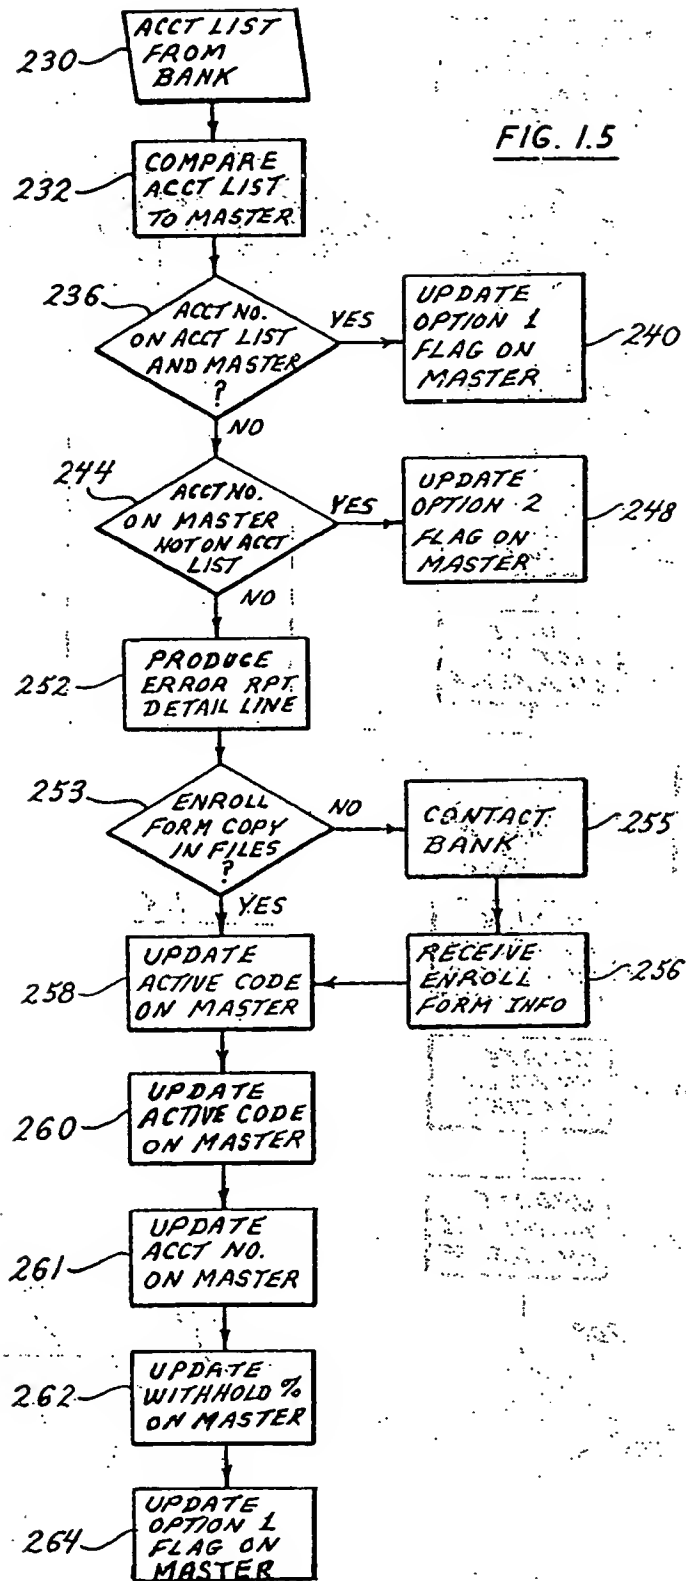 ACCT LIST
FROM
BANK
230
FIG. 1.5
COMPARE
ACCT LIST
TO MASTER
232
236
ACCT NO.
ON ACCT LIST
AND MASTER
?
YES
UPDATE
OPTION 1
FLAG ON
MASTER
240
NO
244
ACCT NO.
ON MASTER
NOT ON ACCT
LIST
YES
UPDATE
OPTION 2
FLAG ON
MASTER
248
NO
252
PRODUCE
ERROR RPT
DETAIL LINE
253
ENROLL
FORM COPY
IN FILES
?
NO
CONTACT
BANK
255
YES
258
UPDATE
ACTIVE CODE
ON MASTER
RECEIVE
ENROLL
FORM INFO
256
260
UPDATE
ACTIVE CODE
ON MASTER
261
UPDATE
ACCT NO.
ON MASTER
262
UPDATE
WITHHOLD %
ON MASTER
264
UPDATE
OPTION 1
FLAG ON
MASTER